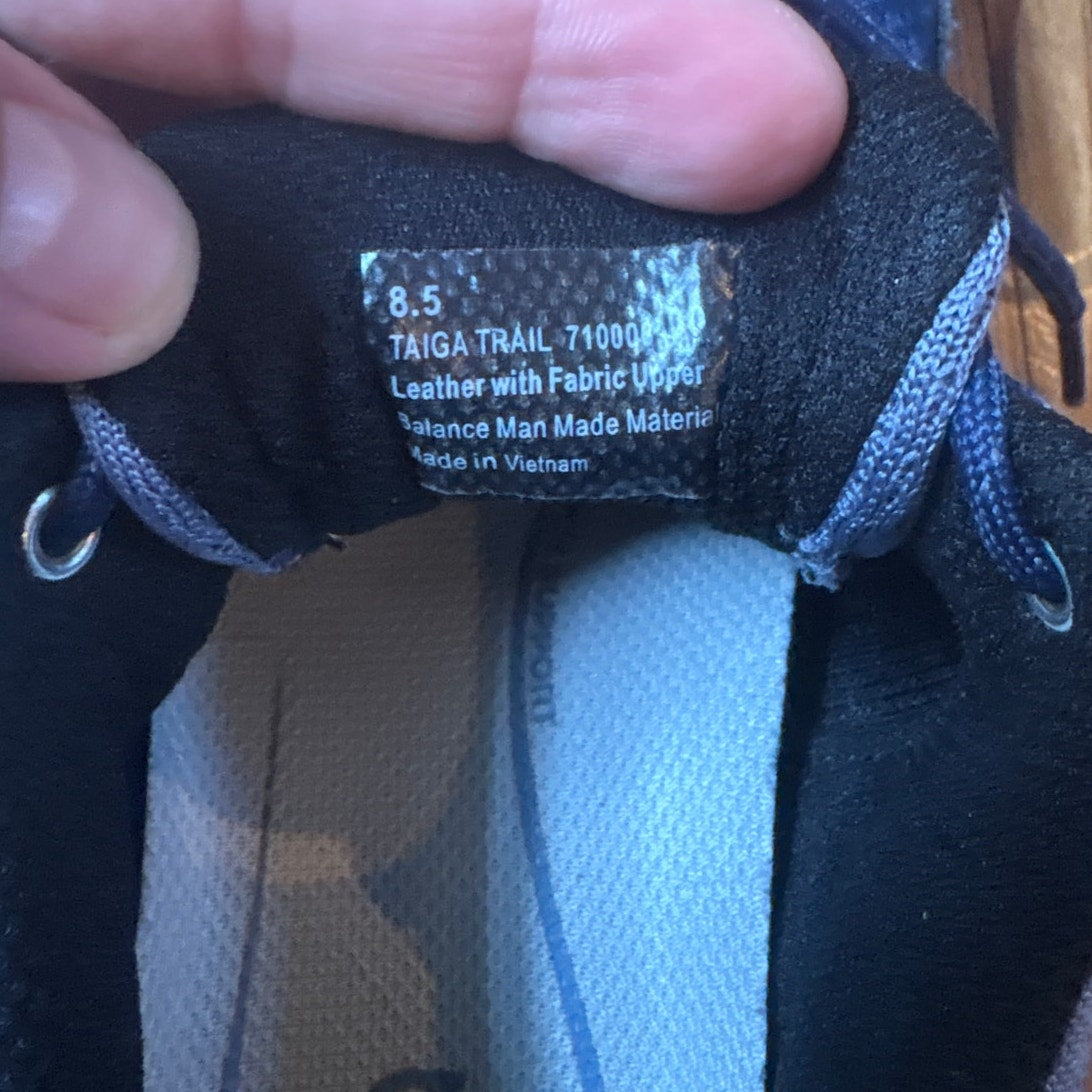 8.5
TAIGA TRAIL
Leather with Fabric Upper
Balance Man Made Material
Made in Vietnam